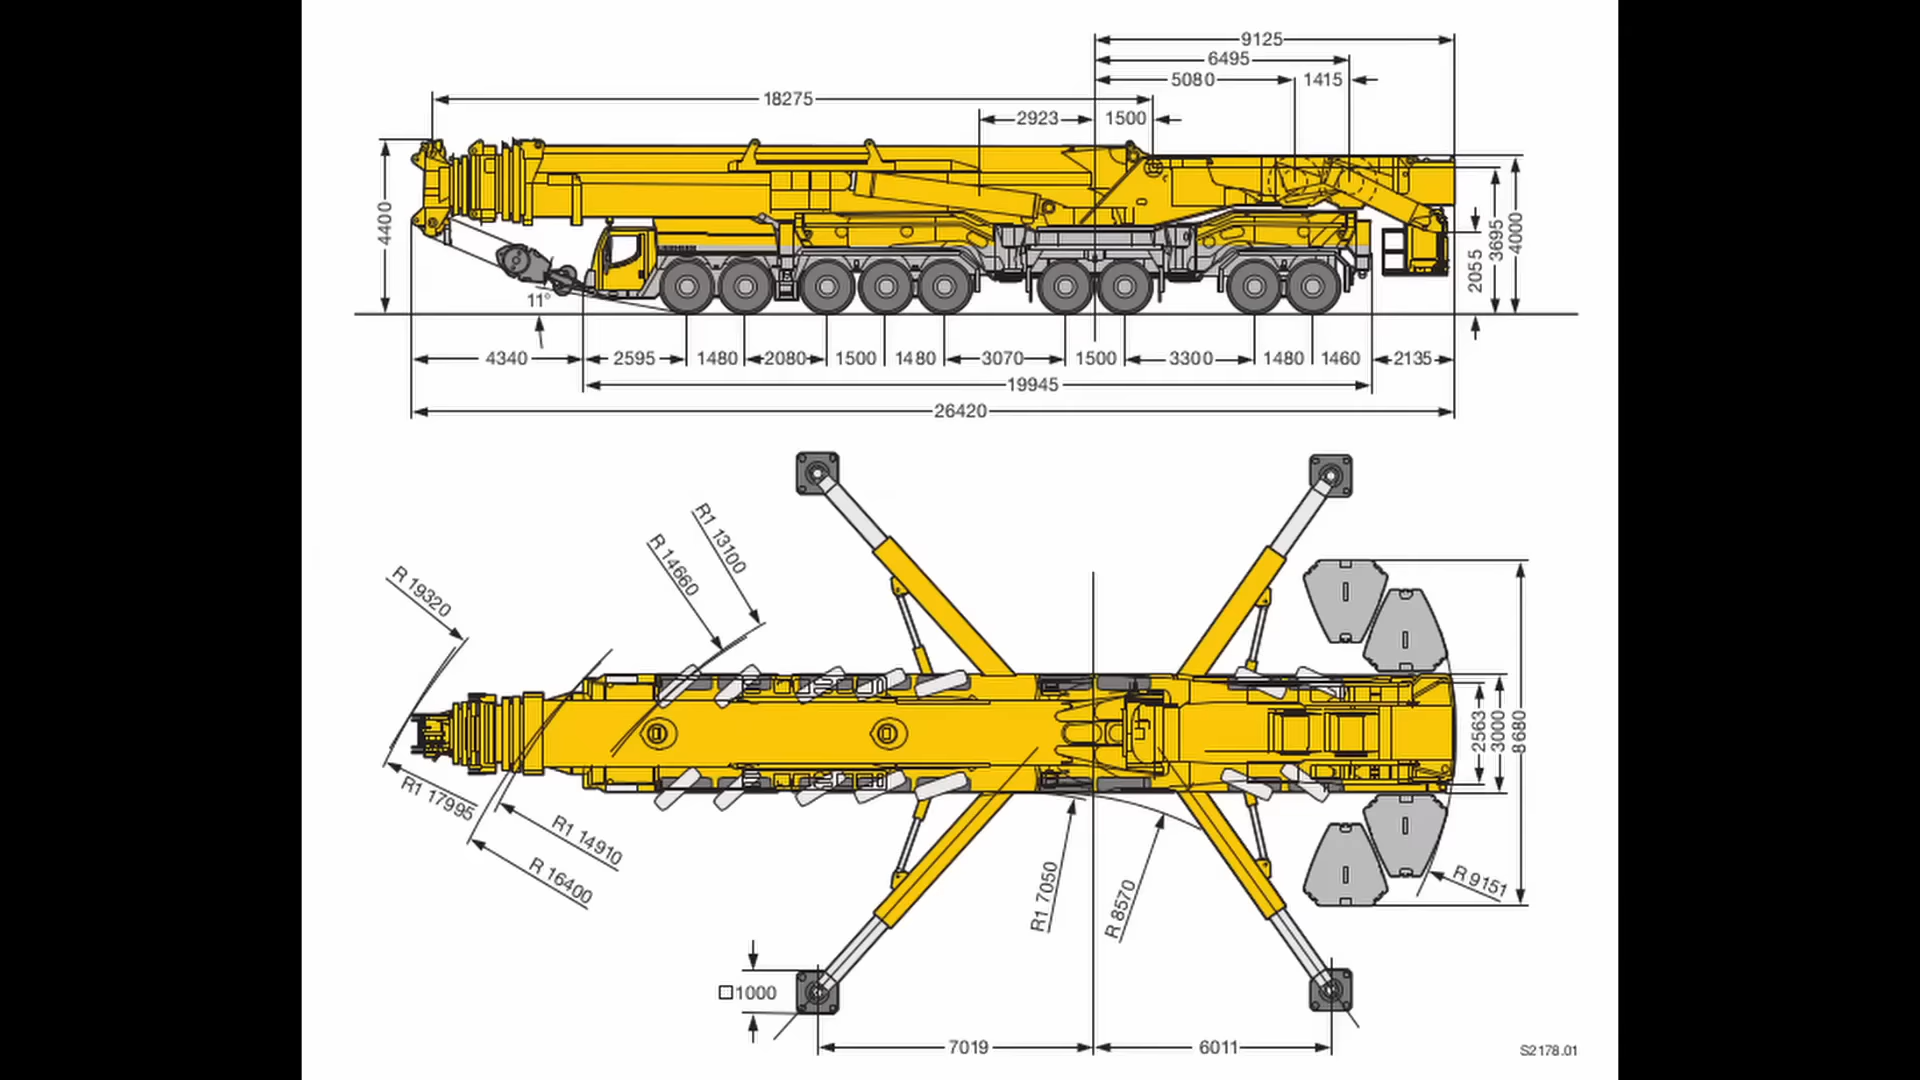 9125
6495
5080 1415
18275
2923 1500
4400
11°
2055
3695
4000
4340 2595 1480 2080 1500 1480 3070 1500 3300 1480 1460 2135
19945
26420
R1 13100
R 14660
R 19320
R1 17995
R1 14910
R 16400
R1 7050
R 8570
R 9151
2563
3000
8680
□1000
7019 6011
S2178.01